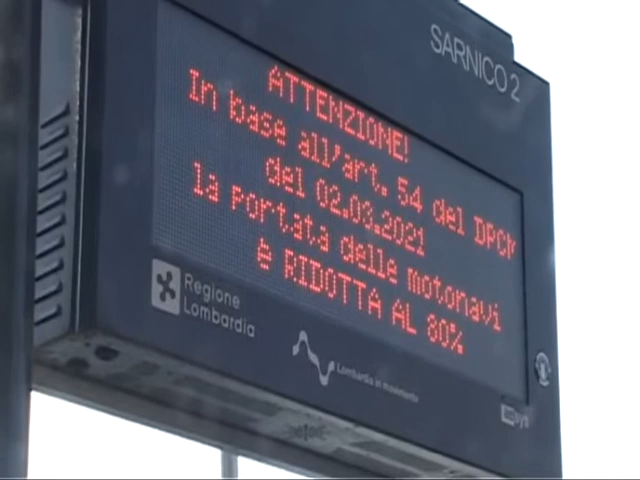 SARNICO 2
ATTENZIONE!
In base all'art. 54 del DPCM
del 02.03.2021
la portata delle motonavi
è RIDOTTA AL 80%
Regione
Lombardia
Lombardia in movimento